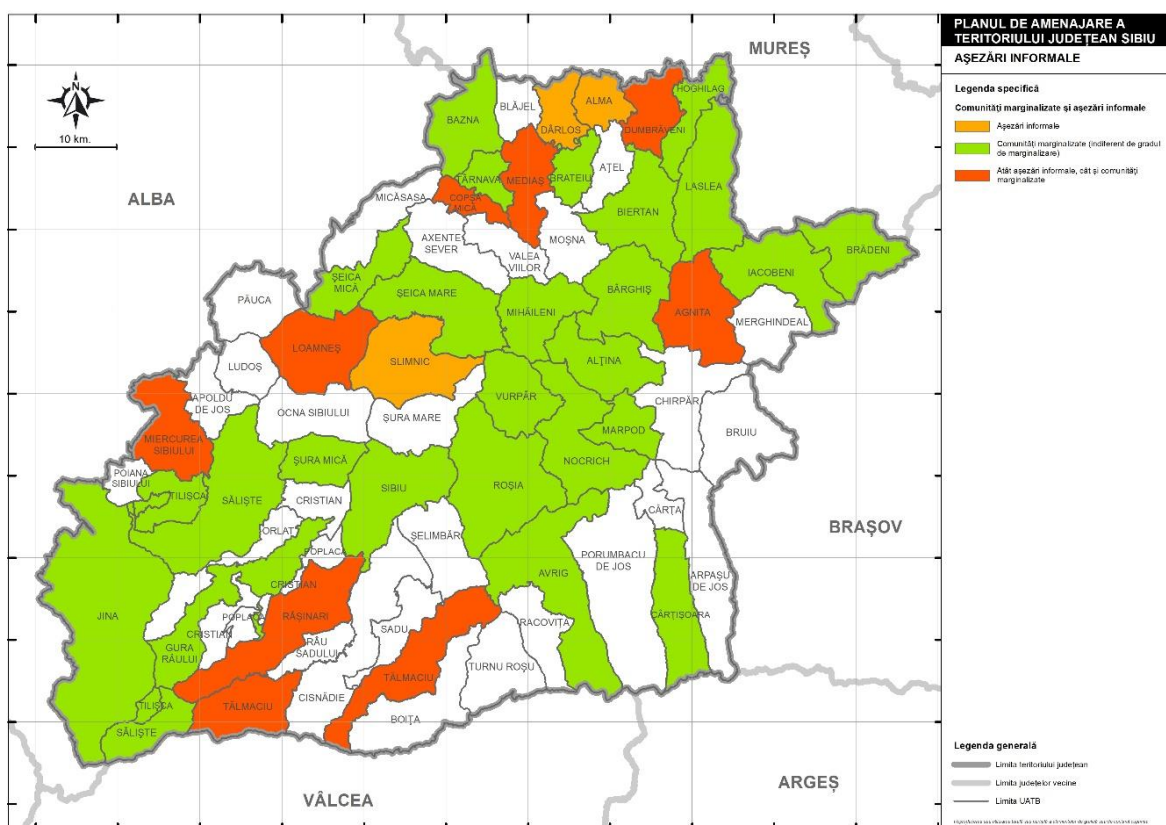 PLANUL DE AMENAJARE A
TERITORIULUI JUDEȚEAN SIBIU
AȘEZĂRI INFORMALE
Legenda specifică
Comunități marginalizate și așezări informale
Așezări informale
Comunități marginalizate (indiferent de gradul
de marginalizare)
Atât așezări informale, cât și comunități
marginalizate
N
10 km.
MUREȘ
ALBA
BRAȘOV
ARGEȘ
VÂLCEA
HOGHILAG
BLĂJEL
ALMA
BAZNA
DÂRLOS
DUMBRĂVENI
AȚEL
TÂRNAVA
MEDIAȘ
BRATEIU
LASLEA
MICĂSASA
COPȘA
MICĂ
BIERTAN
AXENTE
SEVER
MOȘNA
VALEA
VIILOR
BRĂDENI
IACOBENI
ȘEICA
MICĂ
ȘEICA MARE
BÂRGHIȘ
PĂUCA
MIHĂILENI
AGNITA
MERGHINDEAL
LOAMNEȘ
SLIMNIC
ALȚINA
LUDOȘ
APOLDU
DE JOS
VURPĂR
CHIRPĂR
OCNA SIBIULUI
ȘURA MARE
MARPOD
BRUIU
MIERCUREA
SIBIULUI
ȘURA MICĂ
NOCRICH
POIANA
SIBIULUI
TILIȘCA
SĂLIȘTE
CRISTIAN
SIBIU
ROȘIA
CÂRȚA
ORLAT
ȘELIMBĂR
POPLACA
PORUMBACU
DE JOS
AVRIG
ARPAȘU
DE JOS
CRISTIAN
JINA
POPLACA
RĂȘINARI
CÂRȚIȘOARA
CRISTIAN
SADU
RACOVIȚA
GURA
RÂULUI
RÂU
SADULUI
TURNU ROȘU
TĂLMACIU
CISNĂDIE
TILIȘCA
TĂLMACIU
BOIȚA
SĂLIȘTE
Legenda generală
Limita teritoriului județean
Limita județelor vecine
Limita UATB